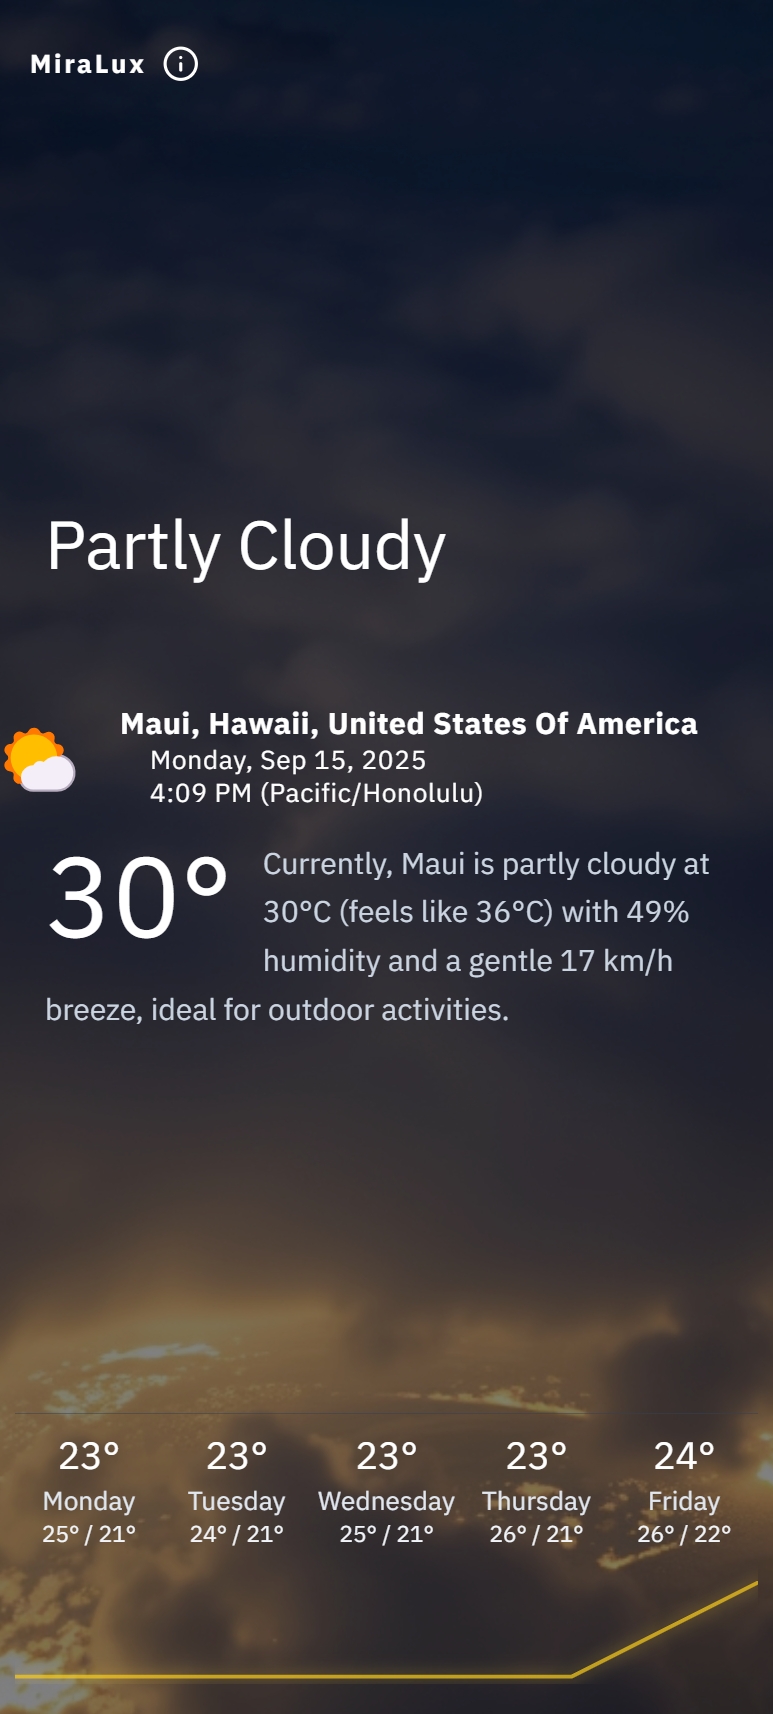 MiraLux
Partly Cloudy
Maui, Hawaii, United States Of America
Monday, Sep 15, 2025
4:09 PM (Pacific/Honolulu)
30°
Currently, Maui is partly cloudy at
30°C (feels like 36°C) with 49%
humidity and a gentle 17 km/h
breeze, ideal for outdoor activities.
23° 23° 23° 23° 24°
Monday Tuesday Wednesday Thursday Friday
25° / 21° 24° / 21° 25° / 21° 26° / 21° 26° / 22°